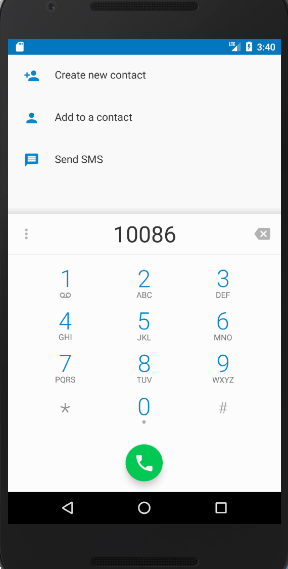 3:40
Create new contact
Add to a contact
Send SMS
10086
1 2 3
ABC DEF
4 5 6
GHI JKL MNO
7 8 9
PQRS TUV WXYZ
* 0 #